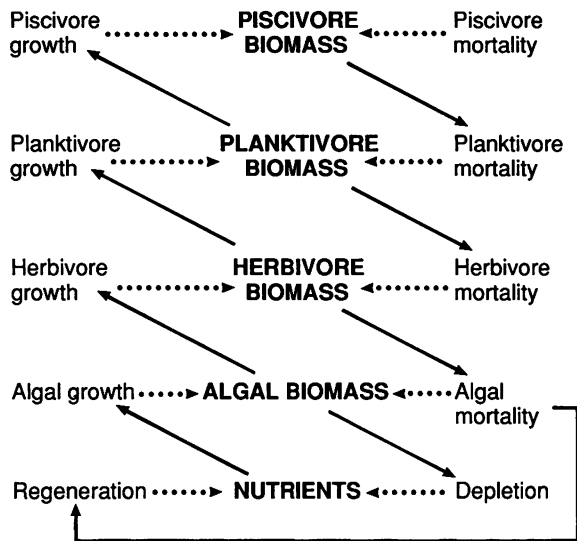 Piscivore growth
PISCIVORE BIOMASS
Piscivore mortality
Planktivore growth
PLANKTIVORE BIOMASS
Planktivore mortality
Herbivore growth
HERBIVORE BIOMASS
Herbivore mortality
Algal growth
ALGAL BIOMASS
Algal mortality
Regeneration
NUTRIENTS
Depletion